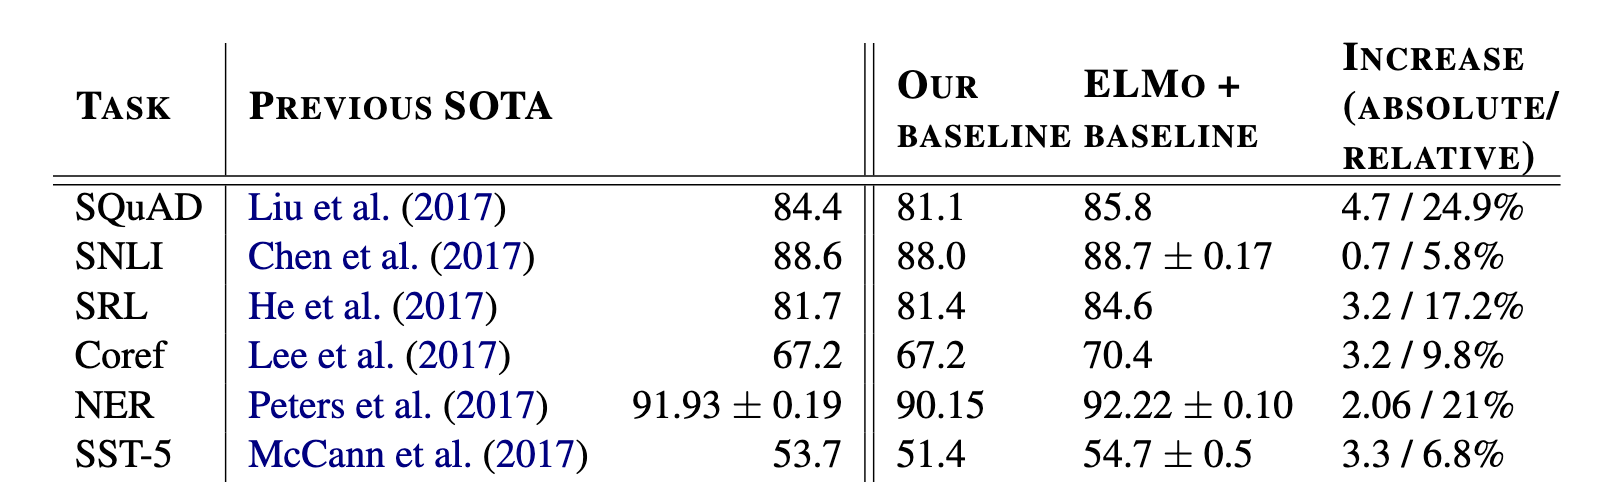 TASK PREVIOUS SOTA OUR BASELINE ELMO + BASELINE INCREASE (ABSOLUTE/ RELATIVE)
SQuAD Liu et al. (2017) 84.4 81.1 85.8 4.7 / 24.9%
SNLI Chen et al. (2017) 88.6 88.0 88.7 ± 0.17 0.7 / 5.8%
SRL He et al. (2017) 81.7 81.4 84.6 3.2 / 17.2%
Coref Lee et al. (2017) 67.2 67.2 70.4 3.2 / 9.8%
NER Peters et al. (2017) 91.93 ± 0.19 90.15 92.22 ± 0.10 2.06 / 21%
SST-5 McCann et al. (2017) 53.7 51.4 54.7 ± 0.5 3.3 / 6.8%